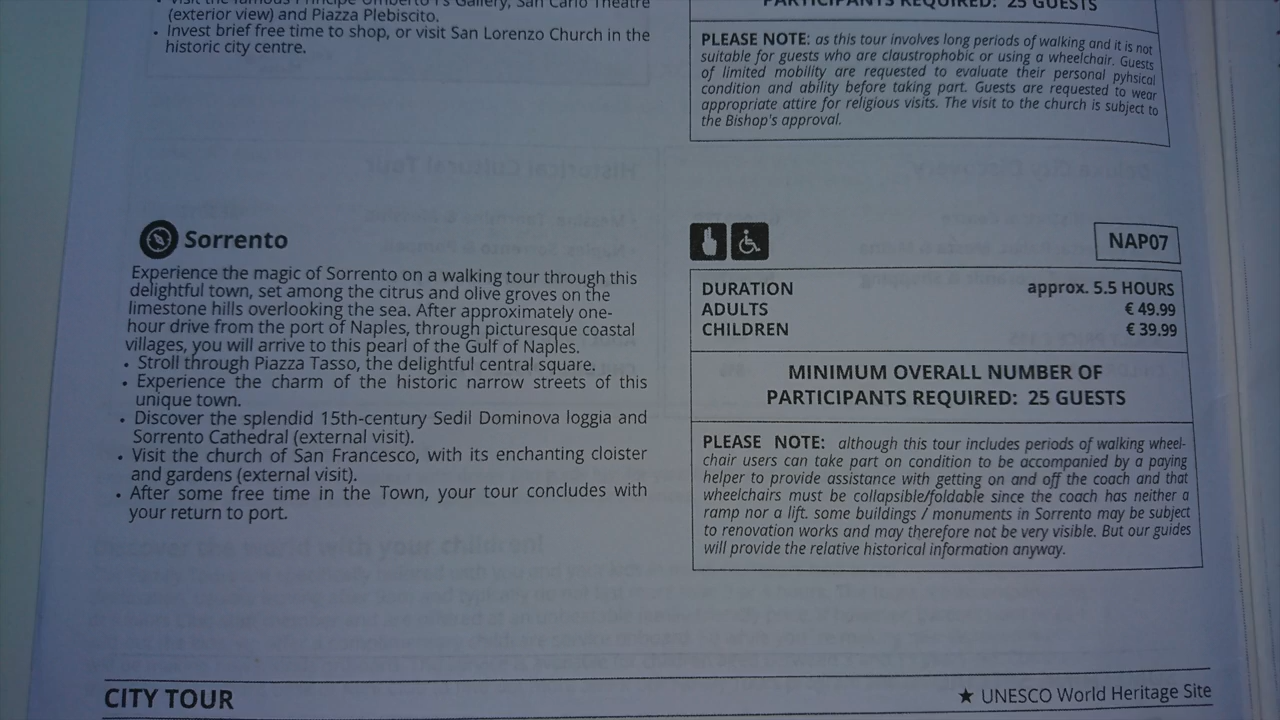 Visit the famous Principe Umberto I's Gallery, San Carlo Theatre
(exterior view) and Piazza Plebiscito.
• Invest brief free time to shop, or visit San Lorenzo Church in the
historic city centre.
PARTICIPANTS REQUIRED: 25 GUESTS
PLEASE NOTE: as this tour involves long periods of walking and it is not
suitable for guests who are claustrophobic or using a wheelchair. Guests
of limited mobility are requested to evaluate their personal pyhsical
condition and ability before taking part. Guests are requested to wear
appropriate attire for religious visits. The visit to the church is subject to
the Bishop's approval.
Sorrento
Experience the magic of Sorrento on a walking tour through this
delightful town, set among the citrus and olive groves on the
limestone hills overlooking the sea. After approximately one-
hour drive from the port of Naples, through picturesque coastal
villages, you will arrive to this pearl of the Gulf of Naples.
• Stroll through Piazza Tasso, the delightful central square.
• Experience the charm of the historic narrow streets of this
unique town.
• Discover the splendid 15th-century Sedil Dominova loggia and
Sorrento Cathedral (external visit).
• Visit the church of San Francesco, with its enchanting cloister
and gardens (external visit).
• After some free time in the Town, your tour concludes with
your return to port.
NAP07
DURATION approx. 5.5 HOURS
ADULTS € 49.99
CHILDREN € 39.99
MINIMUM OVERALL NUMBER OF
PARTICIPANTS REQUIRED: 25 GUESTS
PLEASE NOTE: although this tour includes periods of walking wheel-
chair users can take part on condition to be accompanied by a paying
helper to provide assistance with getting on and off the coach and that
wheelchairs must be collapsible/foldable since the coach has neither a
ramp nor a lift. some buildings / monuments in Sorrento may be subject
to renovation works and may therefore not be very visible. But our guides
will provide the relative historical information anyway.
CITY TOUR
★ UNESCO World Heritage Site